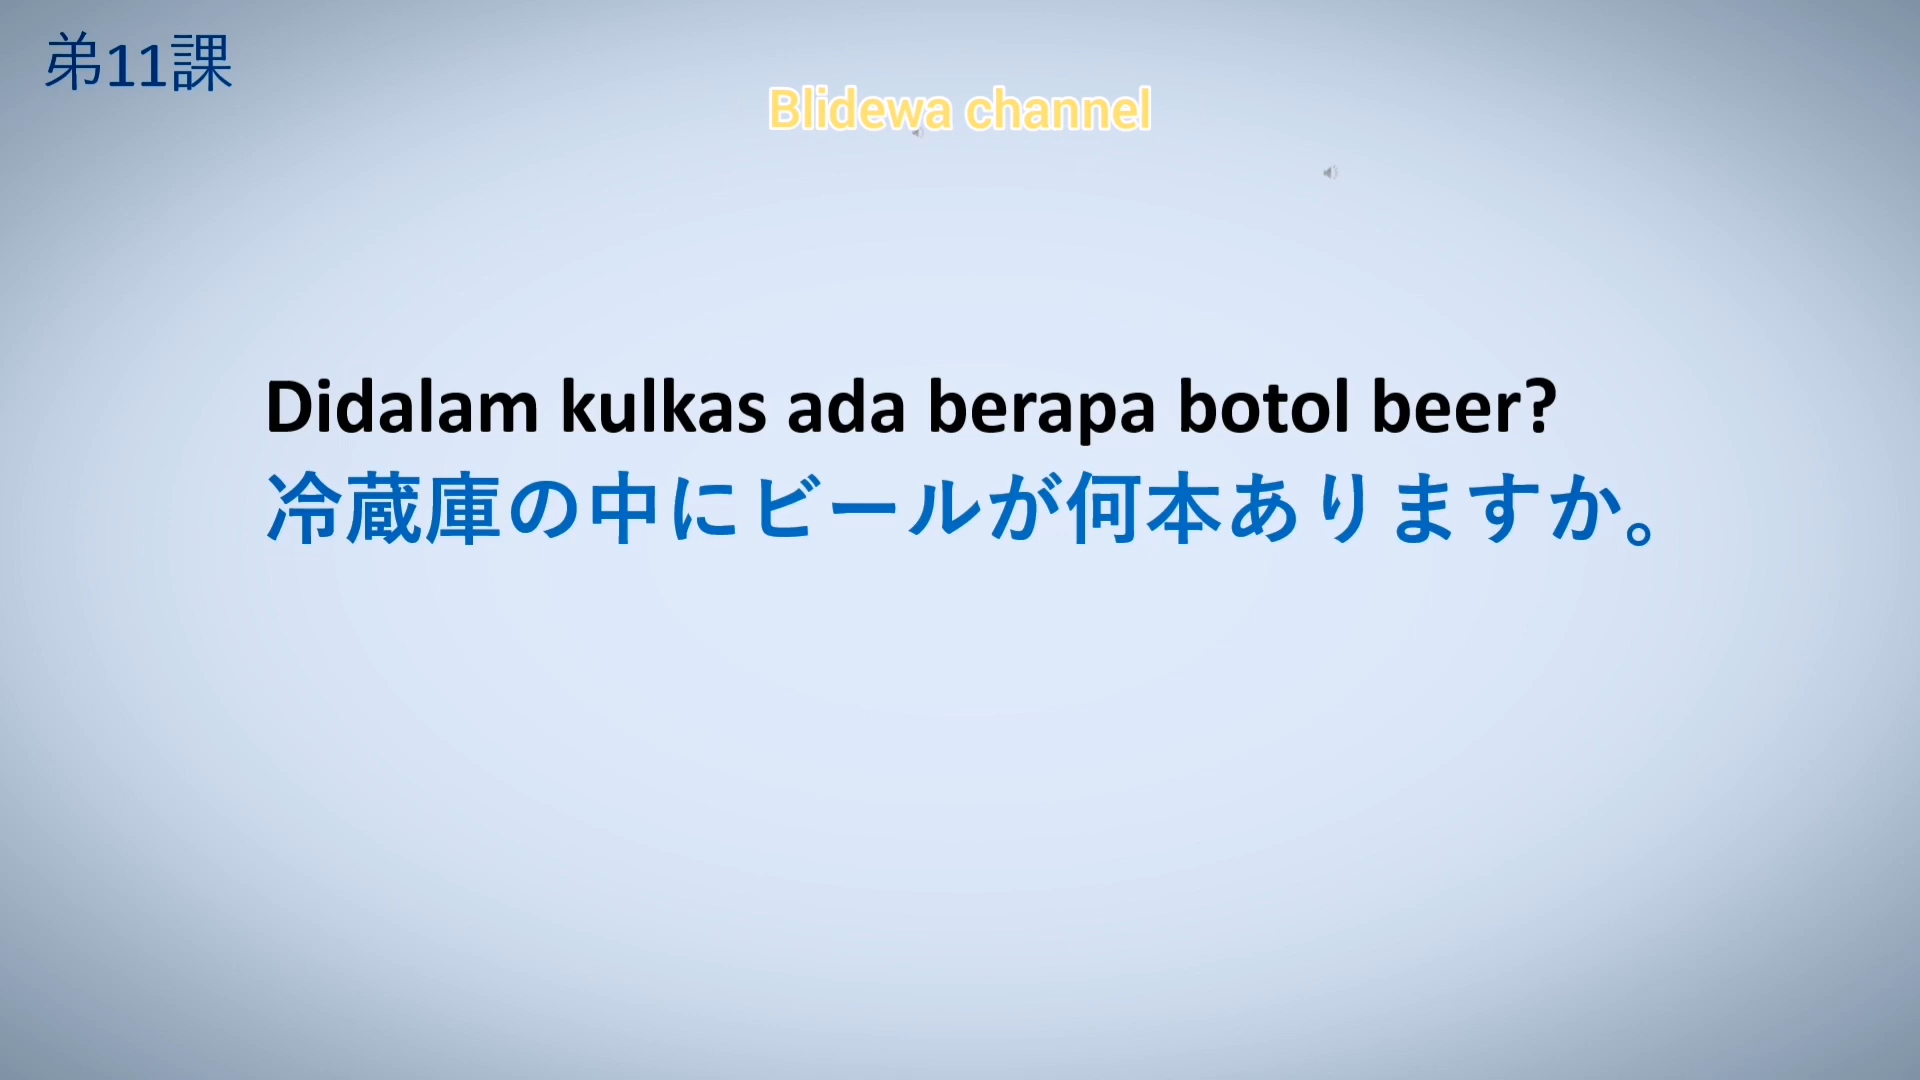 弟11課
Blidewa channel
Didalam kulkas ada berapa botol beer?
冷蔵庫の中にビールが何本ありますか。